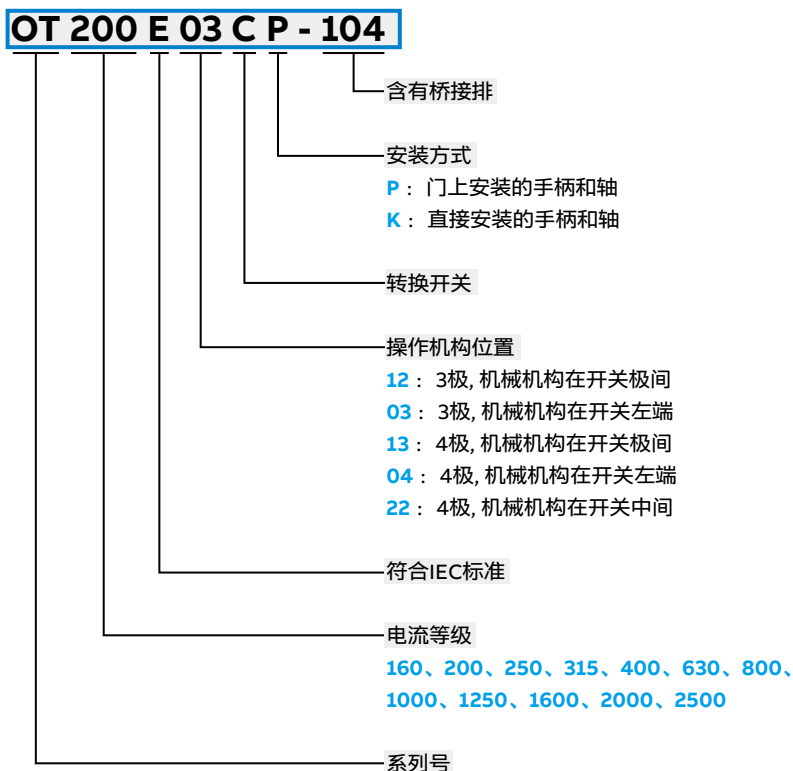 OT 200 E 03 C P - 104
含有桥接排
安装方式
P： 门上安装的手柄和轴
K： 直接安装的手柄和轴
转换开关
操作机构位置
12： 3极, 机械机构在开关极间
03： 3极, 机械机构在开关左端
13： 4极, 机械机构在开关极间
04： 4极, 机械机构在开关左端
22： 4极, 机械机构在开关中间
符合IEC标准
电流等级
160、200、250、315、400、630、800、
1000、1250、1600、2000、2500
系列号